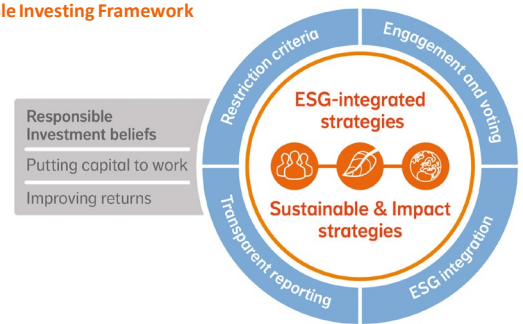 Investing Framework
Restriction criteria
Engagement and voting
ESG-integrated
strategies
Responsible
Investment beliefs
Putting capital to work
Improving returns
Sustainable & Impact
strategies
Transparent reporting
ESG integration